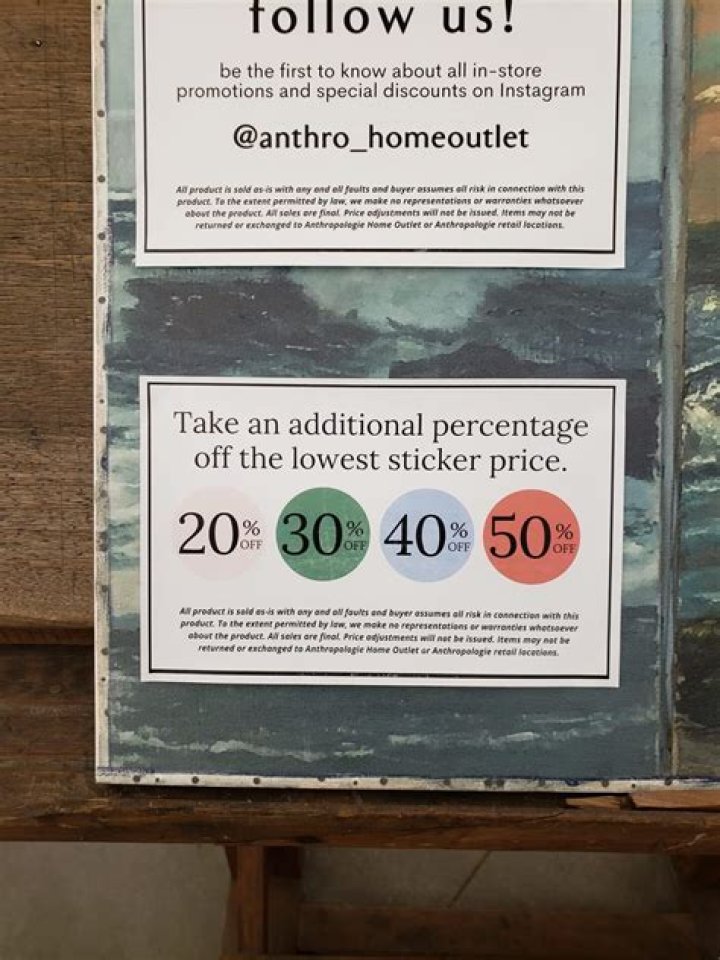 follow us!
be the first to know about all in-store
promotions and special discounts on Instagram
@anthro_homeoutlet
All product is sold as-is with any and all faults and buyer assumes all risk in connection with this
product. To the extent permitted by law, we make no representations or warranties whatsoever
about the product. All sales are final. Price adjustments will not be issued. Items may not be
returned or exchanged to Anthropologie Home Outlet or Anthropologie retail locations.
Take an additional percentage
off the lowest sticker price.
20% OFF 30% OFF 40% OFF 50% OFF
All product is sold as-is with any and all faults and buyer assumes all risk in connection with this
product. To the extent permitted by law, we make no representations or warranties whatsoever
about the product. All sales are final. Price adjustments will not be issued. Items may not be
returned or exchanged to Anthropologie Home Outlet or Anthropologie retail locations.